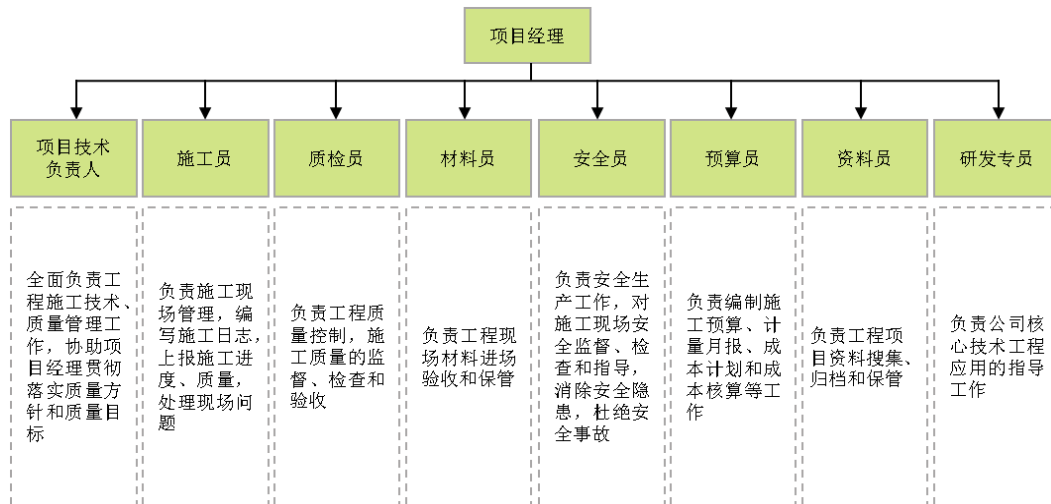 项目经理
项目技术
负责人
施工员
质检员
材料员
安全员
预算员
资料员
研发专员
全面负责工
程施工技术、
质量管理工
作，协助项
目经理贯彻
落实质量方
针和质量目
标
负责施工现
场管理，编
写施工日志，
上报施工进
度、质量，
处理现场问
题
负责工程质
量控制，施
工质量的监
督、检查和
验收
负责工程现
场材料进场
验收和保管
负责安全生
产工作，对
施工现场安
全监督、检
查和指导，
消除安全隐
患，杜绝安
全事故
负责编制施
工预算、计
量月报、成
本计划和成
本核算等工
作
负责工程项
目资料搜集、
归档和保管
负责公司核
心技术工程
应用的指导
工作